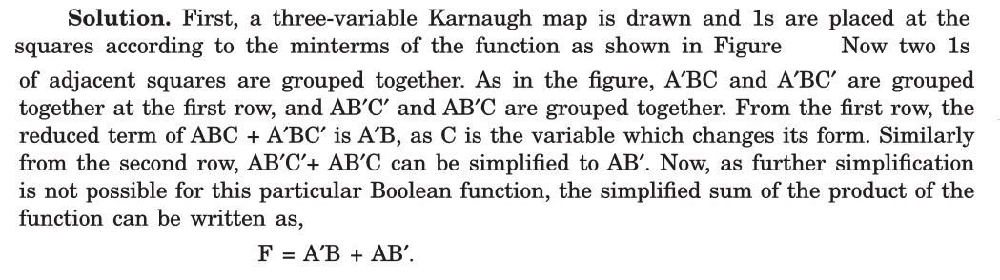 Solution. First, a three-variable Karnaugh map is drawn and 1s are placed at the
squares according to the minterms of the function as shown in Figure Now two 1s
of adjacent squares are grouped together. As in the figure, A′BC and A′BC′ are grouped
together at the first row, and AB′C′ and AB′C are grouped together. From the first row, the
reduced term of ABC + A′BC′ is A′B, as C is the variable which changes its form. Similarly
from the second row, AB′C′+ AB′C can be simplified to AB′. Now, as further simplification
is not possible for this particular Boolean function, the simplified sum of the product of the
function can be written as,
F = A′B + AB′.